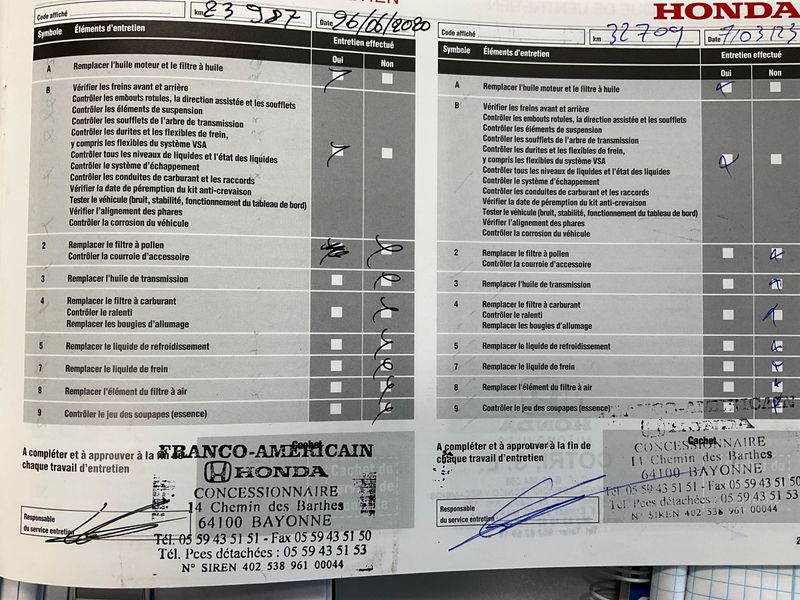 Code affiché
km 23 987
Date 26/06/2020
Symbole Éléments d'entretien Entretien effectué
Oui Non
A Remplacer l'huile moteur et le filtre à huile
B Vérifier les freins avant et arrière
Contrôler les embouts rotules, la direction assistée et les soufflets
Contrôler les éléments de suspension
Contrôler les soufflets de l'arbre de transmission
Contrôler les durites et les flexibles de frein,
y compris les flexibles du système VSA
Contrôler tous les niveaux de liquides et l'état des liquides
Contrôler le système d'échappement
Contrôler les conduites de carburant et les raccords
Vérifier la date de péremption du kit anti-crevaison
Tester le véhicule (bruit, stabilité, fonctionnement du tableau de bord)
Vérifier l'alignement des phares
Contrôler la corrosion du véhicule
2 Remplacer le filtre à pollen
Contrôler la courroie d'accessoire
3 Remplacer l'huile de transmission
4 Remplacer le filtre à carburant
Contrôler le ralenti
Remplacer les bougies d'allumage
5 Remplacer le liquide de refroidissement
7 Remplacer le liquide de frein
8 Remplacer l'élément du filtre à air
9 Contrôler le jeu des soupapes (essence)
A compléter et à approuver à la fin de
chaque travail d'entretien
Cachet
FRANCO-AMÉRICAIN
HONDA
CONCESSIONNAIRE
14 Chemin des Barthes
64100 BAYONNE
Tél. 05 59 43 51 51 - Fax 05 59 43 51 50
Tél. Pces détachées : 05 59 43 51 53
N° SIREN 402 538 961 00044
Responsable
du service entretien
HONDA
Code affiché
km 32709
Date 7/03/23
Symbole Éléments d'entretien Entretien effectué
Oui Non
A Remplacer l'huile moteur et le filtre à huile
B Vérifier les freins avant et arrière
Contrôler les embouts rotules, la direction assistée et les soufflets
Contrôler les éléments de suspension
Contrôler les soufflets de l'arbre de transmission
Contrôler les durites et les flexibles de frein,
y compris les flexibles du système VSA
Contrôler tous les niveaux de liquides et l'état des liquides
Contrôler le système d'échappement
Contrôler les conduites de carburant et les raccords
Vérifier la date de péremption du kit anti-crevaison
Tester le véhicule (bruit, stabilité, fonctionnement du tableau de bord)
Vérifier l'alignement des phares
Contrôler la corrosion du véhicule
2 Remplacer le filtre à pollen
Contrôler la courroie d'accessoire
3 Remplacer l'huile de transmission
4 Remplacer le filtre à carburant
Contrôler le ralenti
Remplacer les bougies d'allumage
5 Remplacer le liquide de refroidissement
7 Remplacer le liquide de frein
8 Remplacer l'élément du filtre à air
9 Contrôler le jeu des soupapes (essence)
A compléter et à approuver à la fin
de chaque travail d'entretien
Cachet
FRANCO-AMÉRICAIN
HONDA
CONCESSIONNAIRE
14 Chemin des Barthes
64100 BAYONNE
Tél. 05 59 43 51 51 - Fax 05 59 43 51 50
Tél. Pces détachées : 05 59 43 51 53
N° SIREN 402 538 961 00044
Responsable
du service entretien